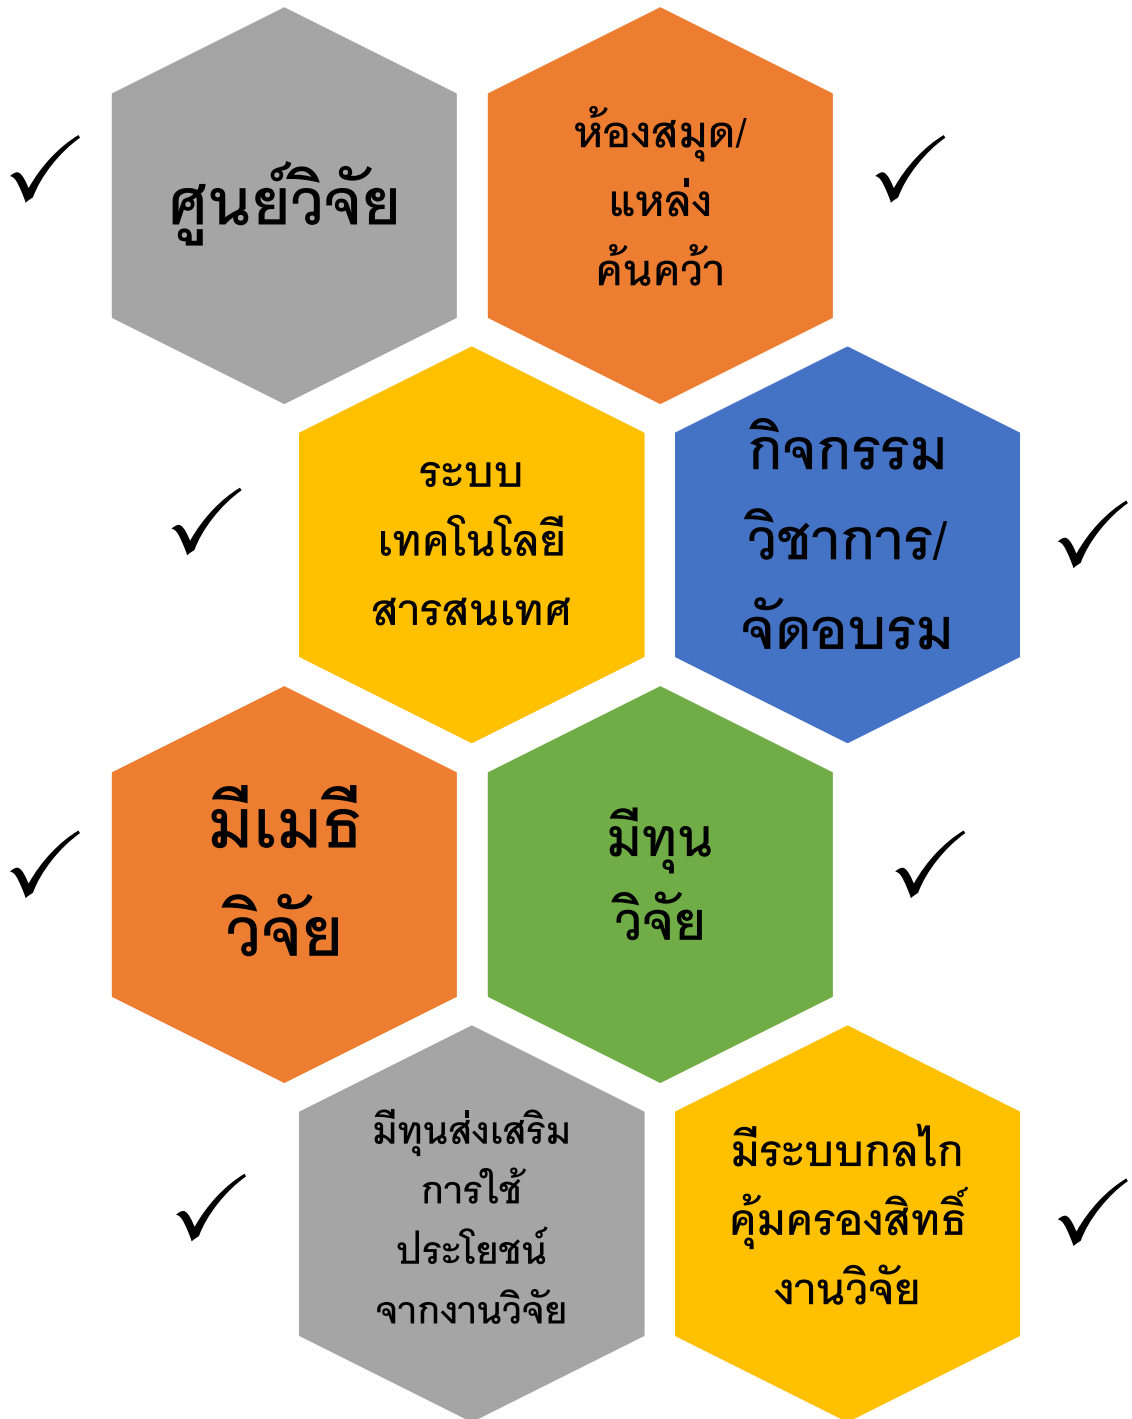 ศูนย์วิจัย
ห้องสมุด/
แหล่ง
ค้นคว้า
ระบบ
เทคโนโลยี
สารสนเทศ
กิจกรรม
วิชาการ/
จัดอบรม
มีเมธี
วิจัย
มีทุน
วิจัย
มีทุนส่งเสริม
การใช้
ประโยชน์
จากงานวิจัย
มีระบบกลไก
คุ้มครองสิทธิ์
งานวิจัย